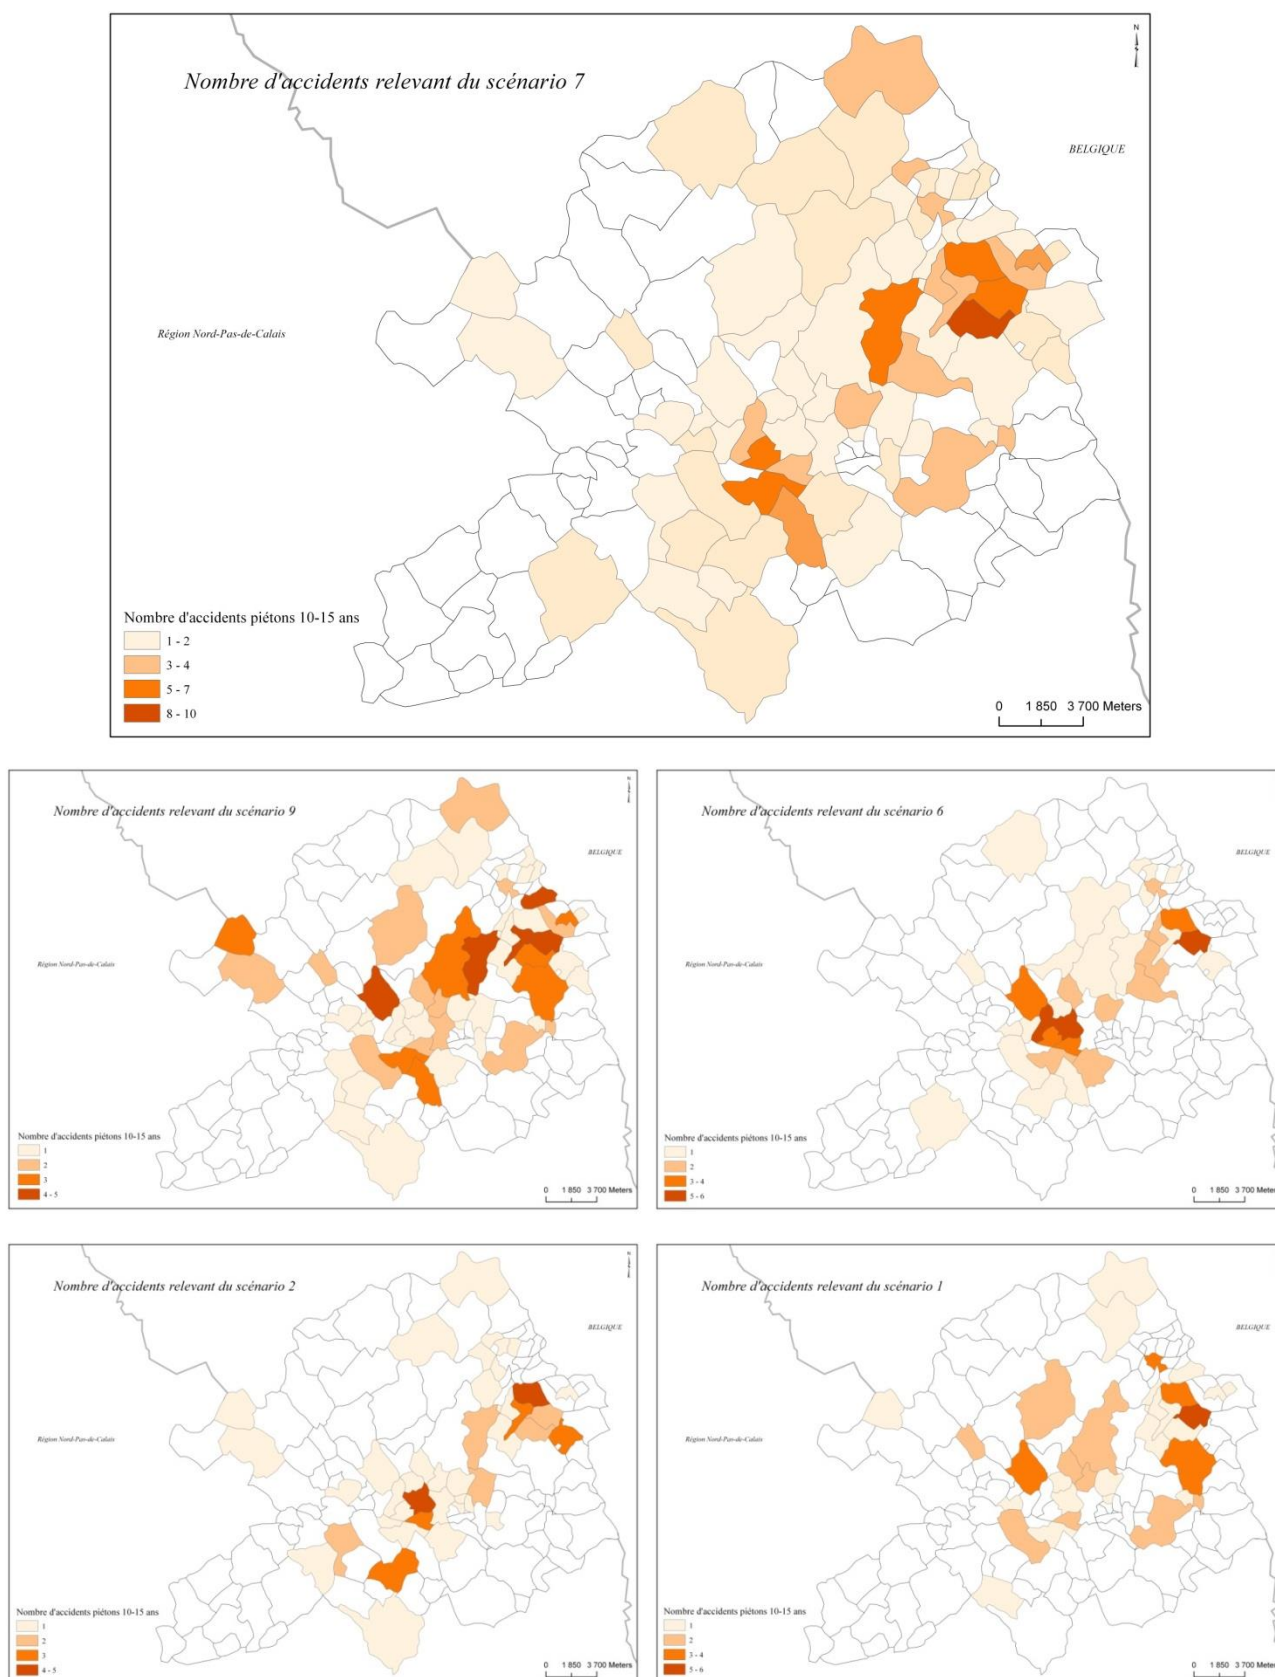 Nombre d'accidents relevant du scénario 7
N
BELGIQUE
Région Nord-Pas-de-Calais
Nombre d'accidents piétons 10-15 ans
1 - 2
3 - 4
5 - 7
8 - 10
0 1 850 3 700 Meters
Nombre d'accidents relevant du scénario 9
N
BELGIQUE
Région Nord-Pas-de-Calais
Nombre d'accidents piétons 10-15 ans
1
2
3
4 - 5
0 1 850 3 700 Meters
Nombre d'accidents relevant du scénario 6
BELGIQUE
Région Nord-Pas-de-Calais
Nombre d'accidents piétons 10-15 ans
1
2
3 - 4
5 - 6
0 1 850 3 700 Meters
Nombre d'accidents relevant du scénario 2
N
BELGIQUE
Région Nord-Pas-de-Calais
Nombre d'accidents piétons 10-15 ans
1
2
3
4 - 5
0 1 850 3 700 Meters
Nombre d'accidents relevant du scénario 1
BELGIQUE
Région Nord-Pas-de-Calais
Nombre d'accidents piétons 10-15 ans
1
2
3 - 4
5 - 6
0 1 850 3 700 Meters